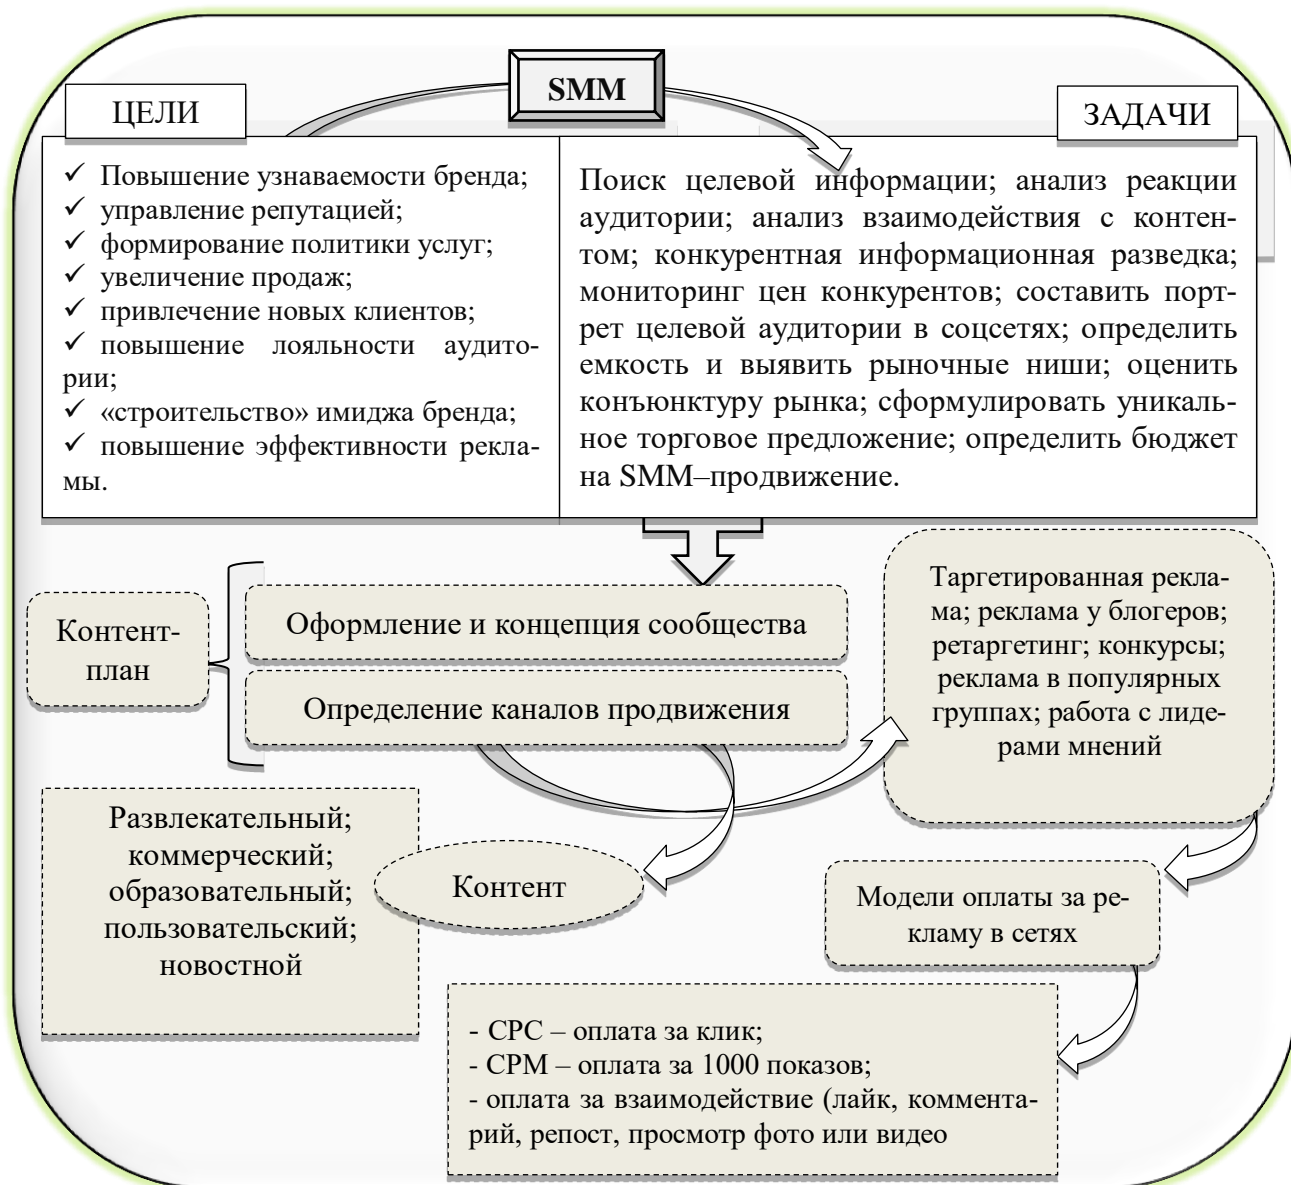 SMM
ЦЕЛИ
✓ Повышение узнаваемости бренда;
✓ управление репутацией;
✓ формирование политики услуг;
✓ увеличение продаж;
✓ привлечение новых клиентов;
✓ повышение лояльности аудито-
рии;
✓ «строительство» имиджа бренда;
✓ повышение эффективности рекла-
мы.
ЗАДАЧИ
Поиск целевой информации; анализ реакции
аудитории; анализ взаимодействия с контен-
том; конкурентная информационная разведка;
мониторинг цен конкурентов; составить порт-
рет целевой аудитории в соцсетях; определить
емкость и выявить рыночные ниши; оценить
конъюнктуру рынка; сформулировать уникаль-
ное торговое предложение; определить бюджет
на SMM–продвижение.
Контент-
план
Оформление и концепция сообщества
Определение каналов продвижения
Таргетированная рекла-
ма; реклама у блогеров;
ретаргетинг; конкурсы;
реклама в популярных
группах; работа с лиде-
рами мнений
Развлекательный;
коммерческий;
образовательный;
пользовательский;
новостной
Контент
Модели оплаты за ре-
кламу в сетях
- CPC – оплата за клик;
- CPM – оплата за 1000 показов;
- оплата за взаимодействие (лайк, коммента-
рий, репост, просмотр фото или видео